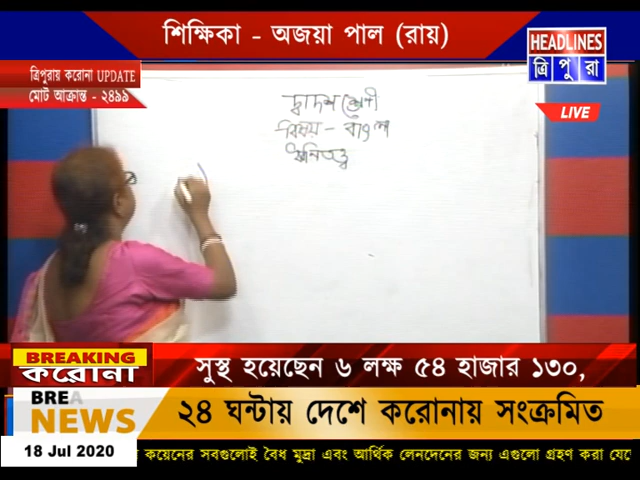 শিক্ষিকা - অজয়া পাল (রায়)
HEADLINES
ত্রিপুরা
LIVE
ত্রিপুরায় করোনা UPDATE
মোট আক্রান্ত - ২৪৯৯
দ্বাদশ শ্রেণী
বিষয় - বাংলা
ধ্বনিতত্ত্ব
BREAKING
করোনা
সুস্থ হয়েছেন ৬ লক্ষ ৫৪ হাজার ১৩০,
BREA
NEWS
২৪ ঘন্টায় দেশে করোনায় সংক্রমিত
18 Jul 2020
কয়েনের সবগুলোই বৈধ মুদ্রা এবং আর্থিক লেনদেনের জন্য এগুলো গ্রহণ করা যেতে